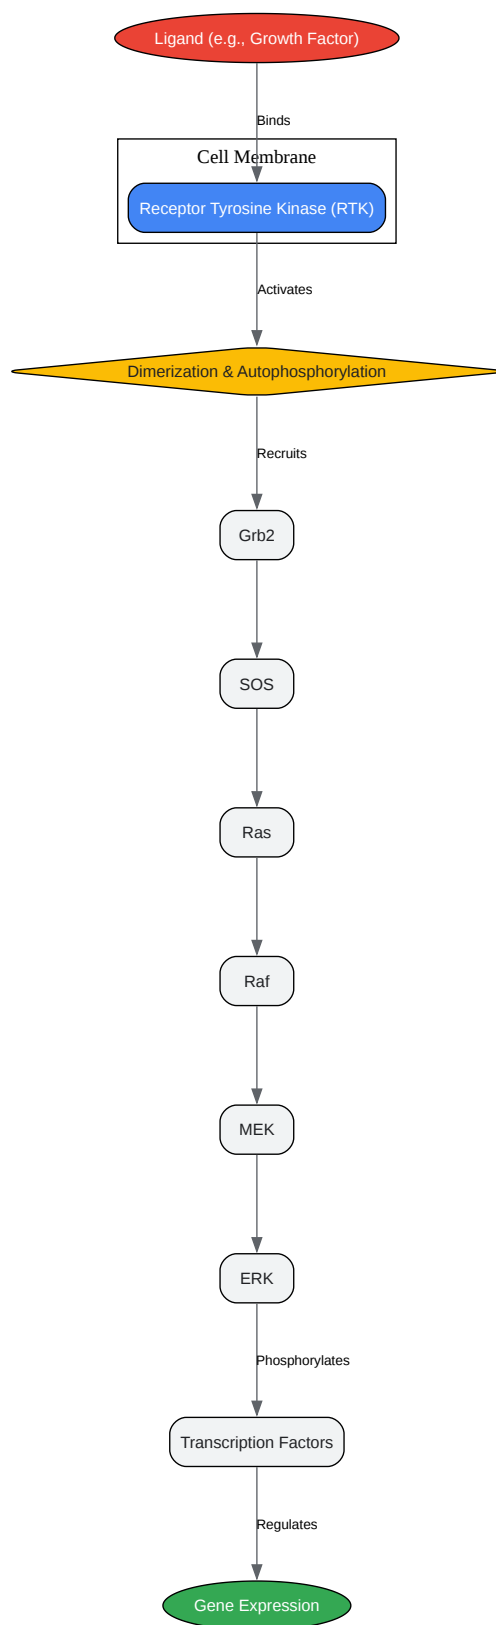 Ligand (e.g., Growth Factor)
Binds
Cell Membrane
Receptor Tyrosine Kinase (RTK)
Activates
Dimerization & Autophosphorylation
Recruits
Grb2
SOS
Ras
Raf
MEK
ERK
Phosphorylates
Transcription Factors
Regulates
Gene Expression